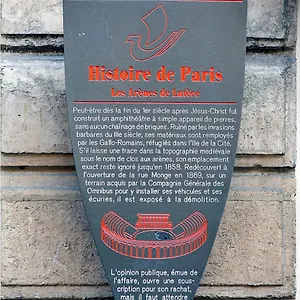 Histoire de Paris
Les Arènes de Lutèce
Peut-être dès la fin du 1er siècle après Jésus-Christ fut
construit un amphithéâtre à simple appareil de pierres,
sans aucun chaînage de briques. Ruiné par les invasions
barbares du IIIe siècle, ses matériaux sont remployés
par les Gallo-Romains, réfugiés dans l'île de la Cité.
S'il laisse une trace dans la topographie médiévale
sous le nom de clos aux arènes, son emplacement
exact reste ignoré jusqu'en 1858. Redécouvert à
l'ouverture de la rue Monge en 1869, sur un
terrain acquis par la Compagnie Générale des
Omnibus pour y installer ses véhicules et ses
écuries, il est exposé à la démolition.
L'opinion publique, émue de
l'affaire, ouvre une sous-
cription pour son rachat,
mais il faut attendre